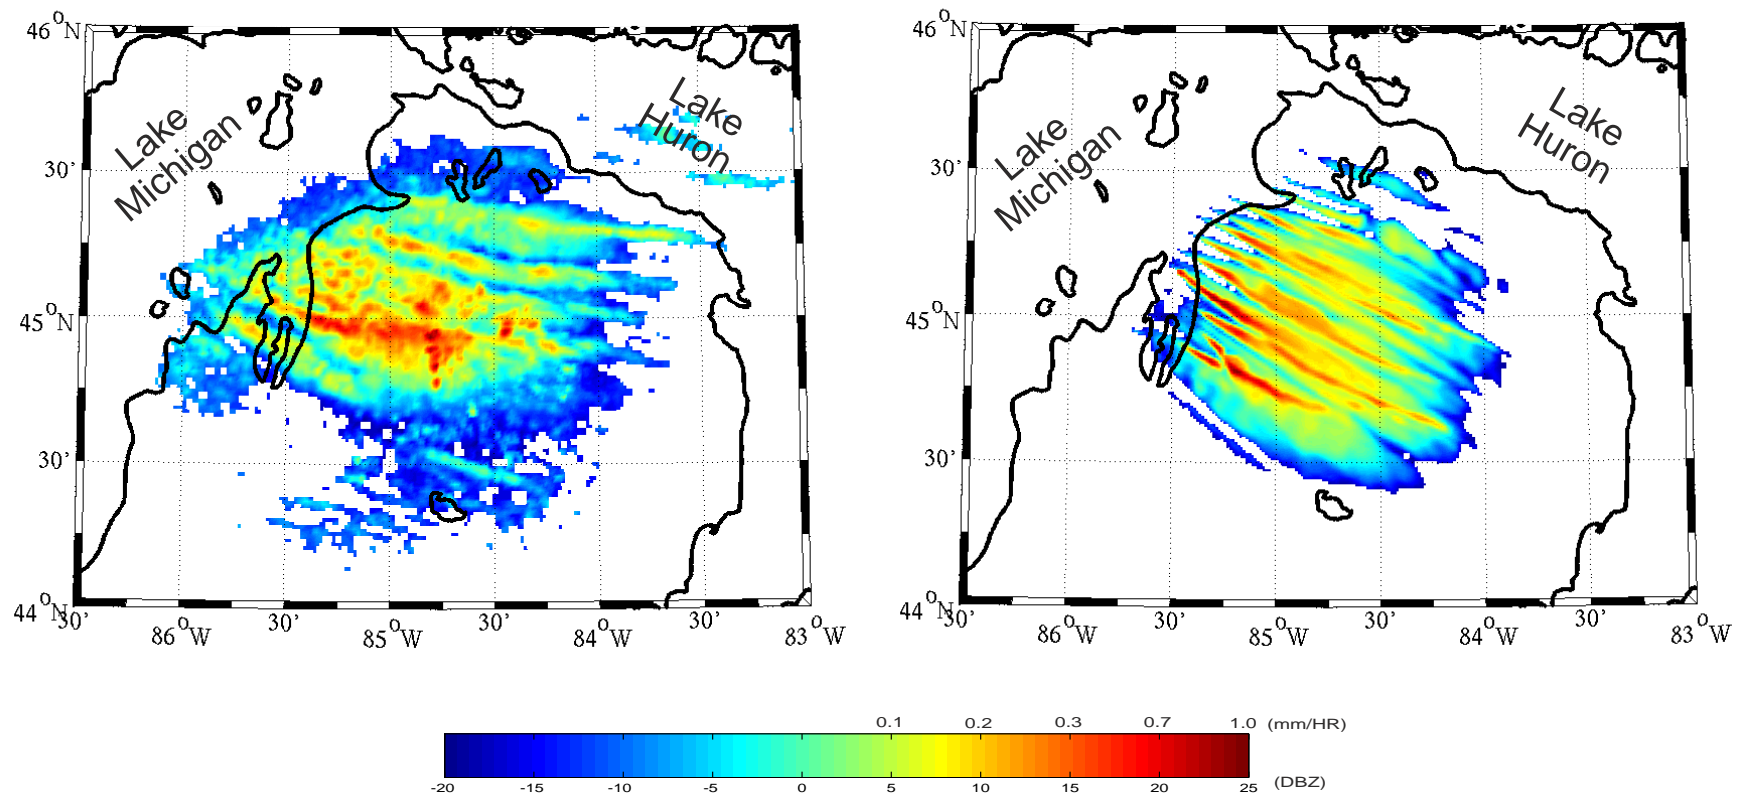 46°N
Lake
Michigan
Lake
Huron
30'
45°N
30'
44°N
30'
86°W
30'
85°W
30'
84°W
30'
83°W
46°N
Lake
Michigan
Lake
Huron
30'
45°N
30'
44°N
30'
86°W
30'
85°W
30'
84°W
30'
83°W
0.1 0.2 0.3 0.7 1.0 (mm/HR)
-20 -15 -10 -5 0 5 10 15 20 25 (DBZ)